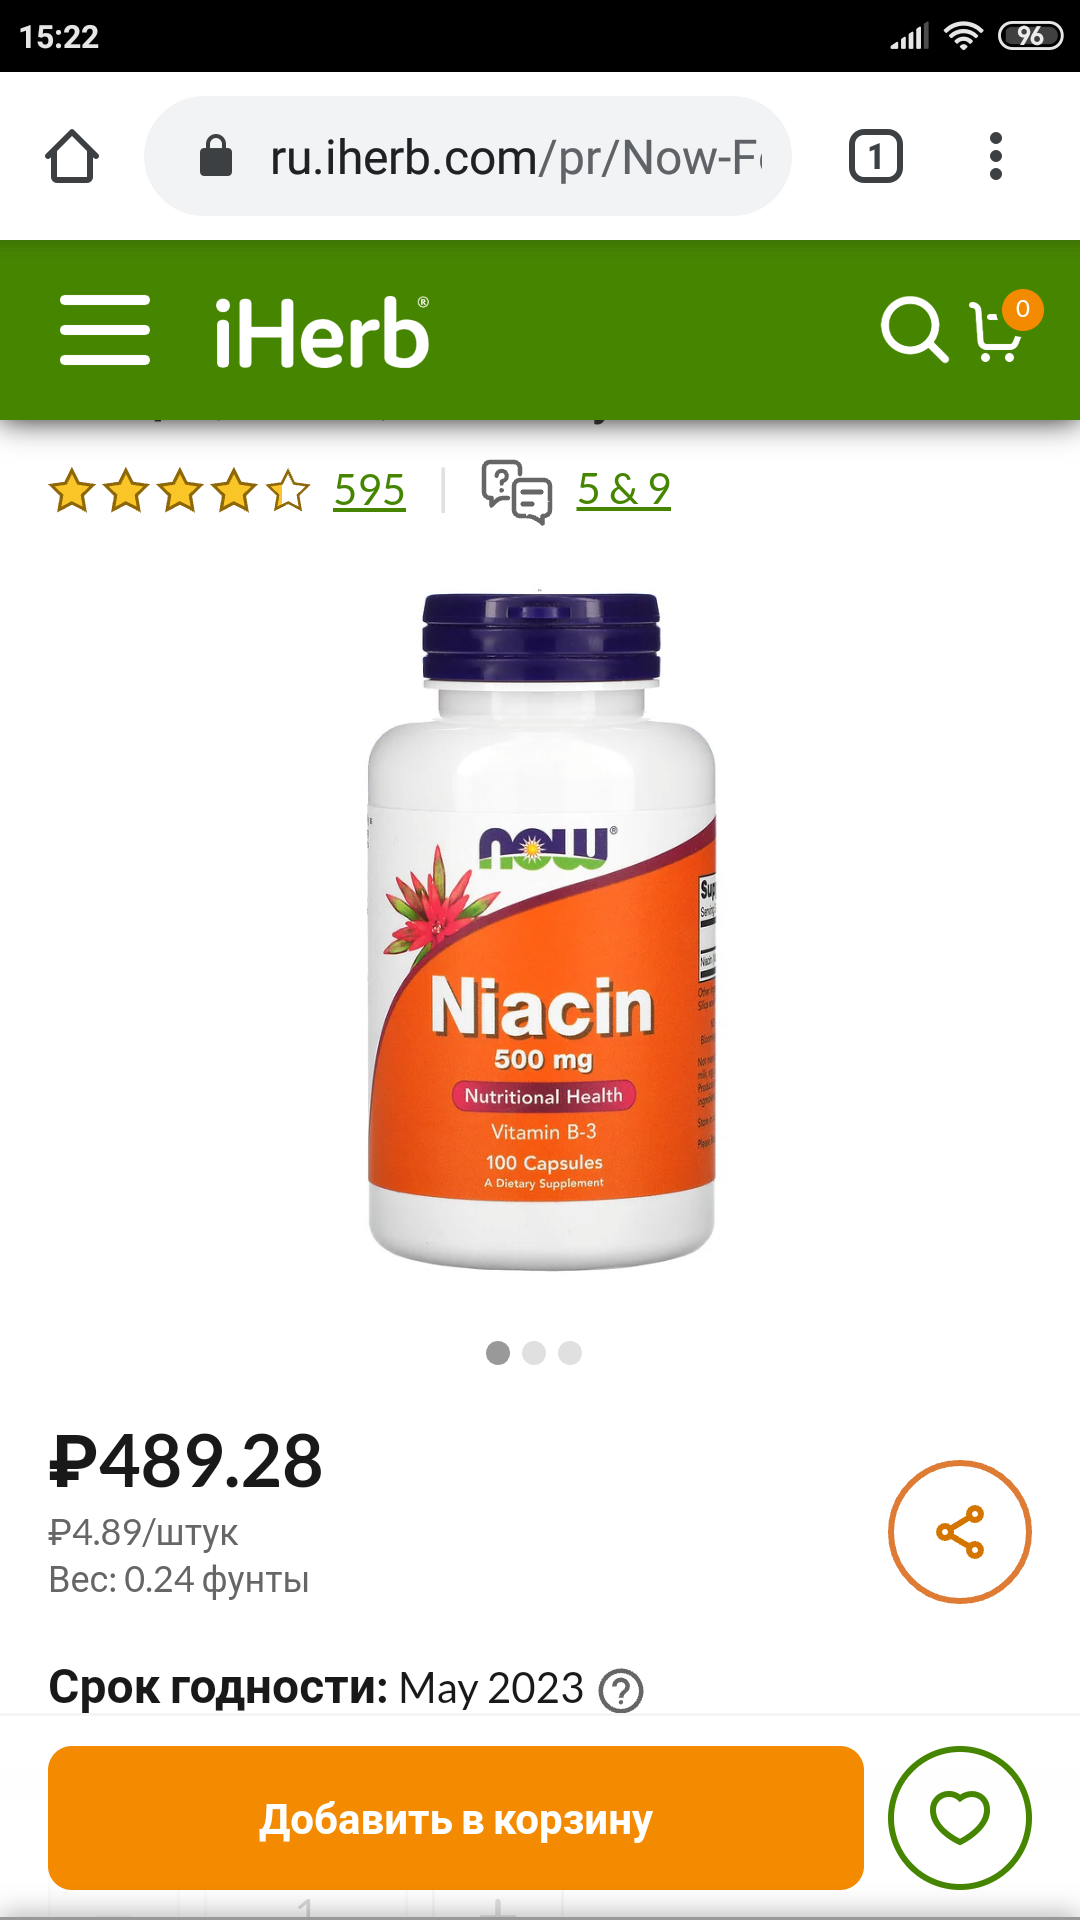 15:22
96
ru.iherb.com/pr/Now-F
1
iHerb®
0
595
5 & 9
now®
Niacin
500 mg
Nutritional Health
Vitamin B-3
100 Capsules
A Dietary Supplement
₽489.28
₽4.89/штук
Вес: 0.24 фунты
Срок годности: May 2023
Добавить в корзину
1